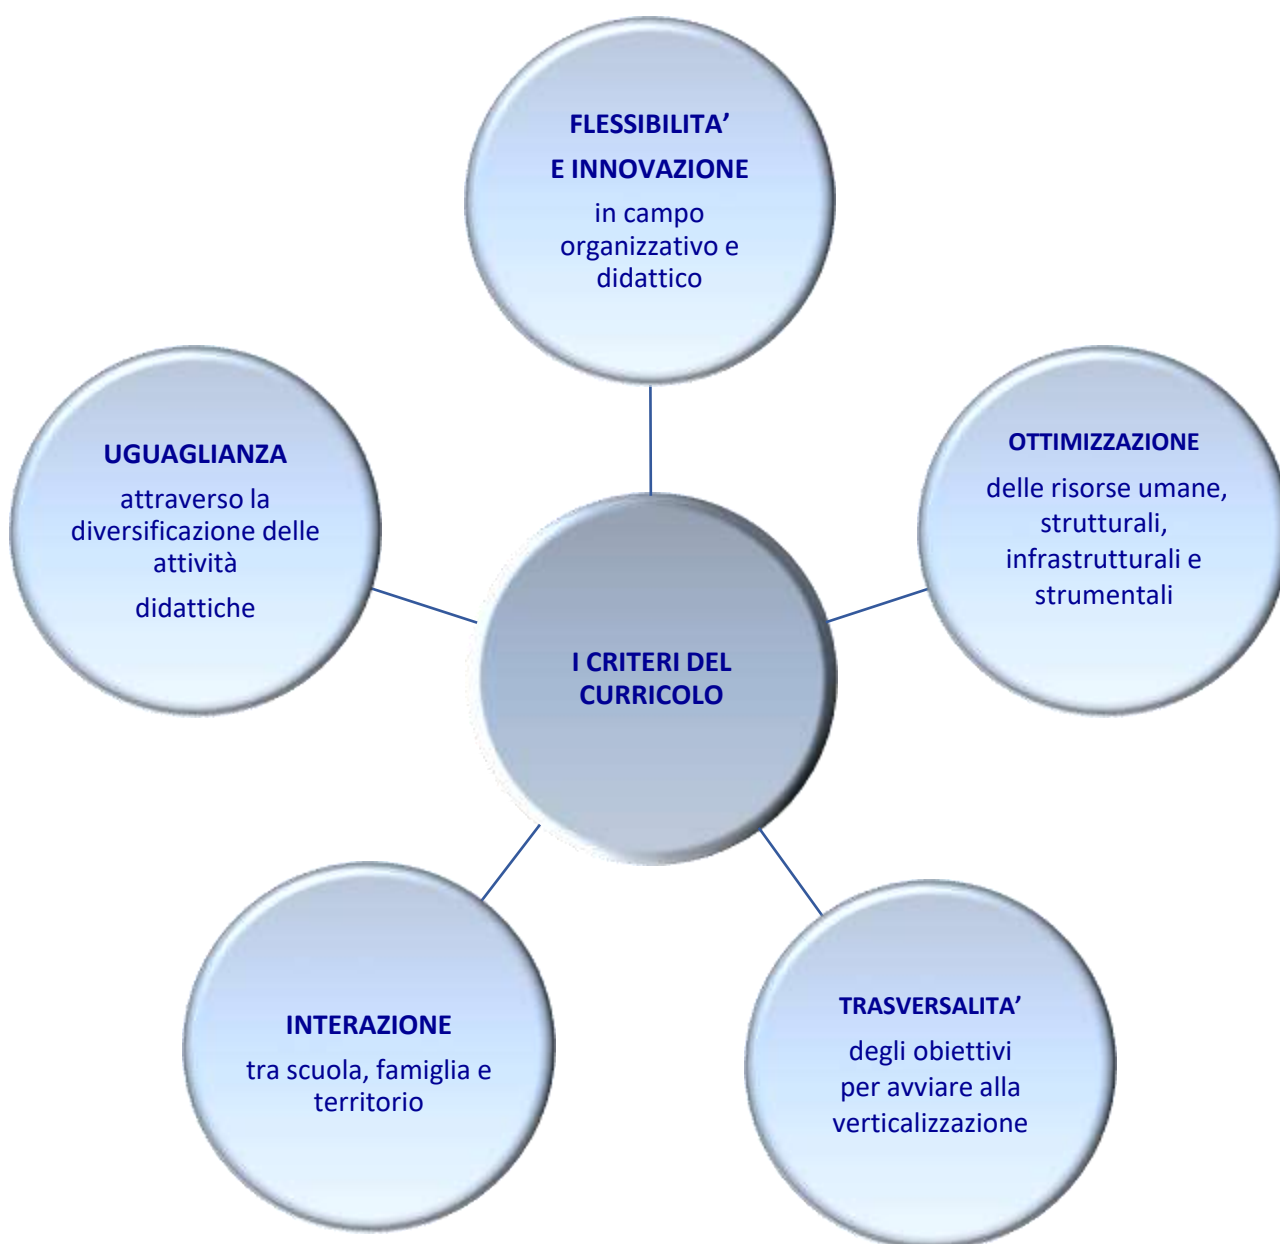 FLESSIBILITA’
E INNOVAZIONE
in campo
organizzativo e
didattico
UGUAGLIANZA
attraverso la
diversificazione delle
attività
didattiche
OTTIMIZZAZIONE
delle risorse umane,
strutturali,
infrastrutturali e
strumentali
I CRITERI DEL
CURRICOLO
INTERAZIONE
tra scuola, famiglia e
territorio
TRASVERSALITA’
degli obiettivi
per avviare alla
verticalizzazione